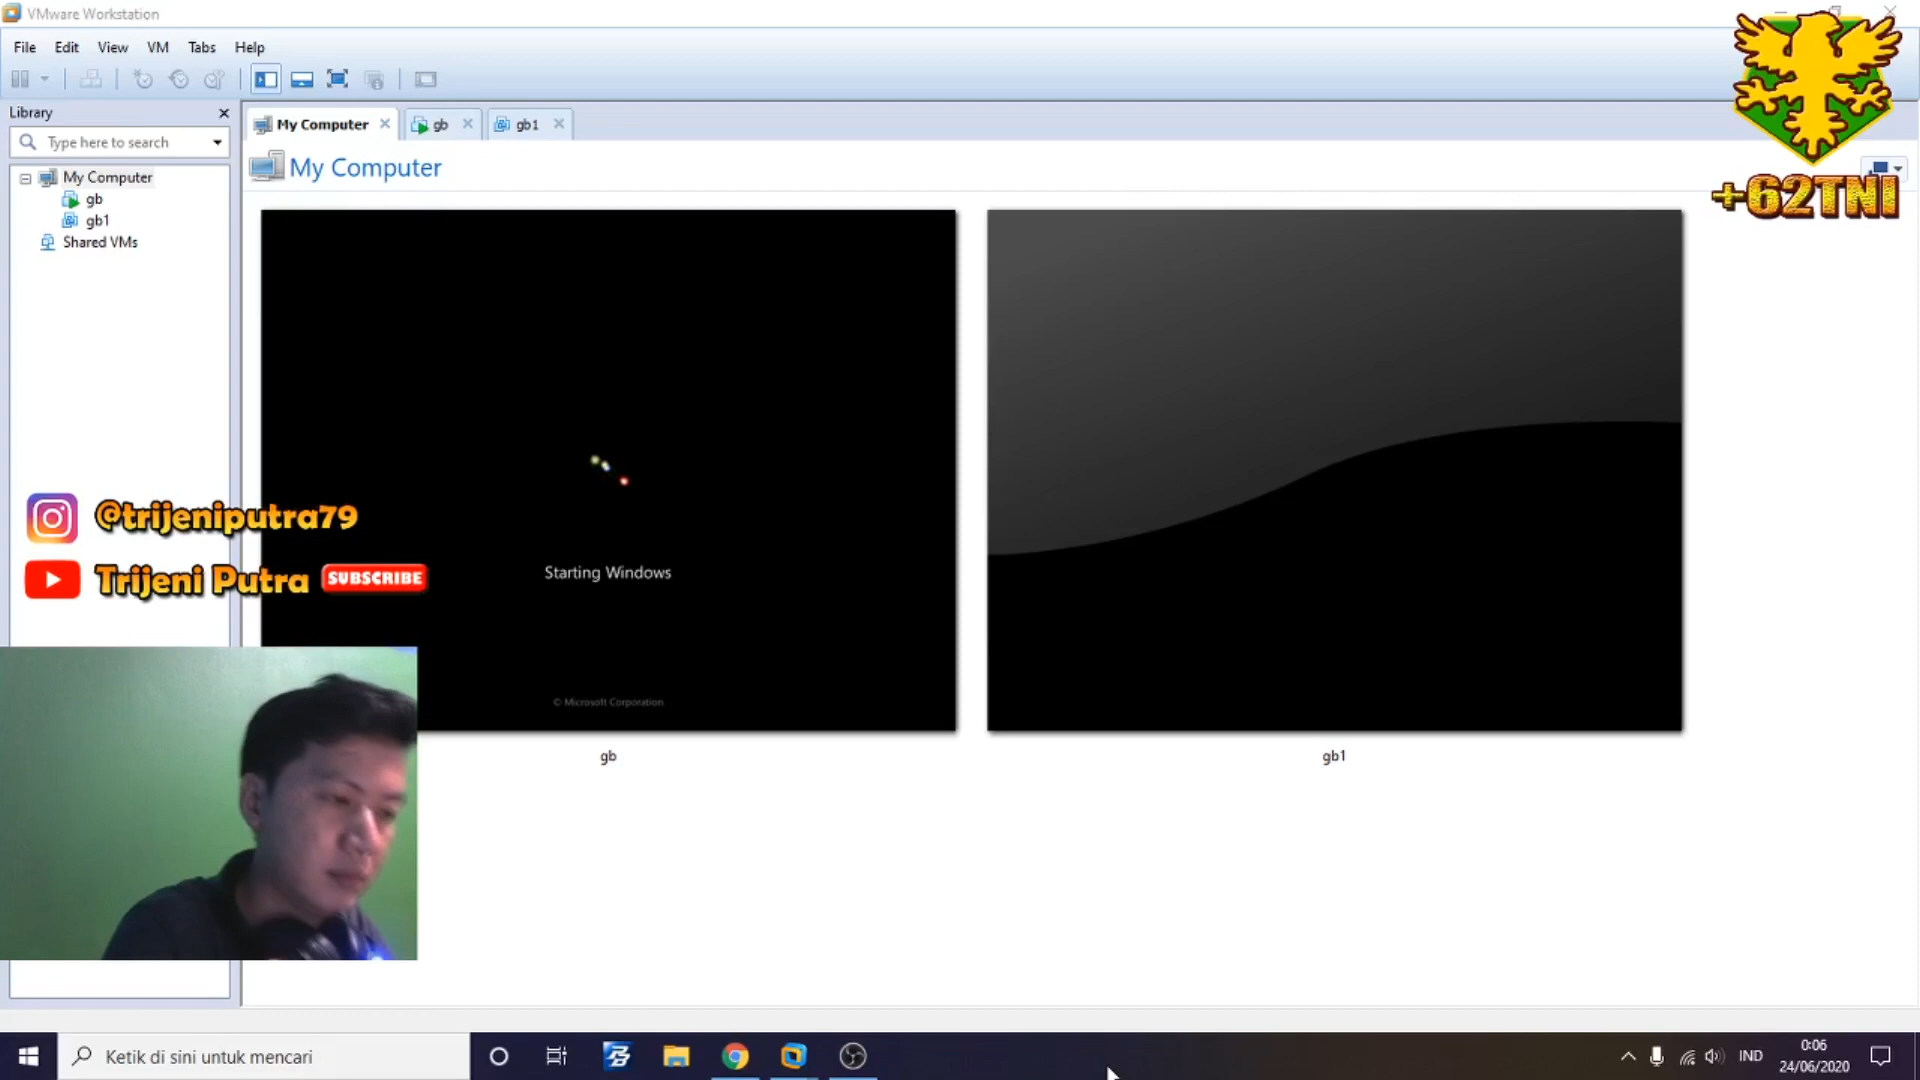 VMware Workstation
File Edit View VM Tabs Help
Library
Type here to search
My Computer
gb
gb1
Shared VMs
My Computer
gb
gb1
My Computer
+62TNI
Starting Windows
© Microsoft Corporation
gb
gb1
@trijeniputra79
Trijeni Putra SUBSCRIBE
Ketik di sini untuk mencari
IND
0:06
24/06/2020